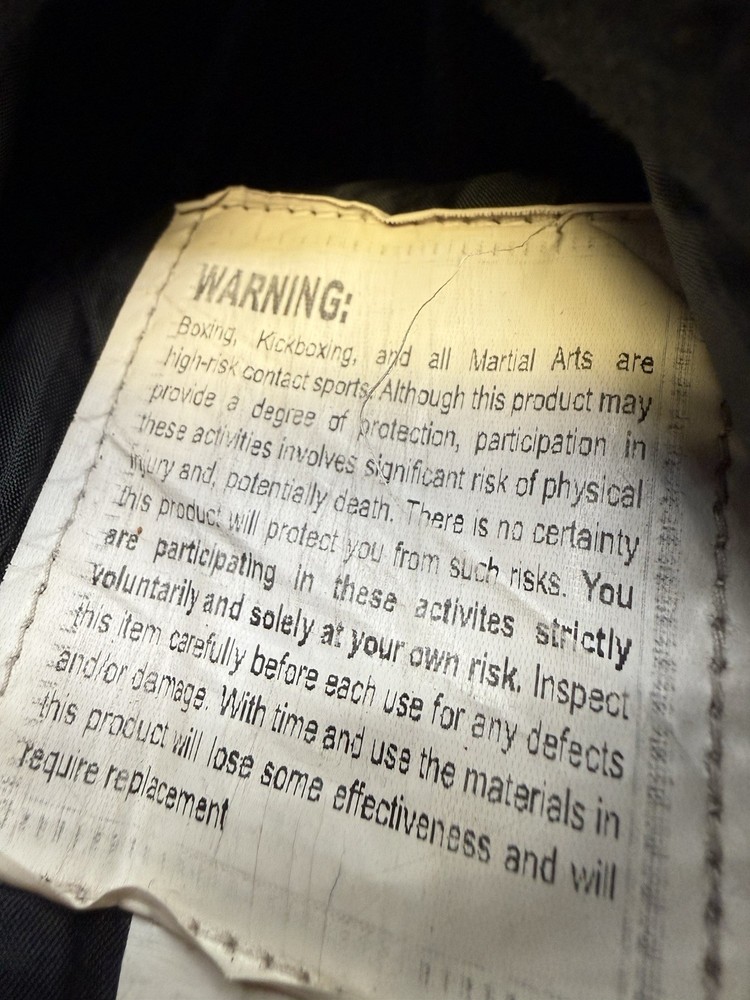 WARNING:
Boxing, Kickboxing, and all Martial Arts are
high-risk contact sports. Although this product may
provide a degree of protection, participation in
these activities involves significant risk of physical
injury and, potentially death. There is no certainty
this product will protect you from such risks. You
are participating in these activites strictly
voluntarily and solely at your own risk. Inspect
this item carefully before each use for any defects
and/or damage. With time and use the materials in
this product will lose some effectiveness and will
require replacement